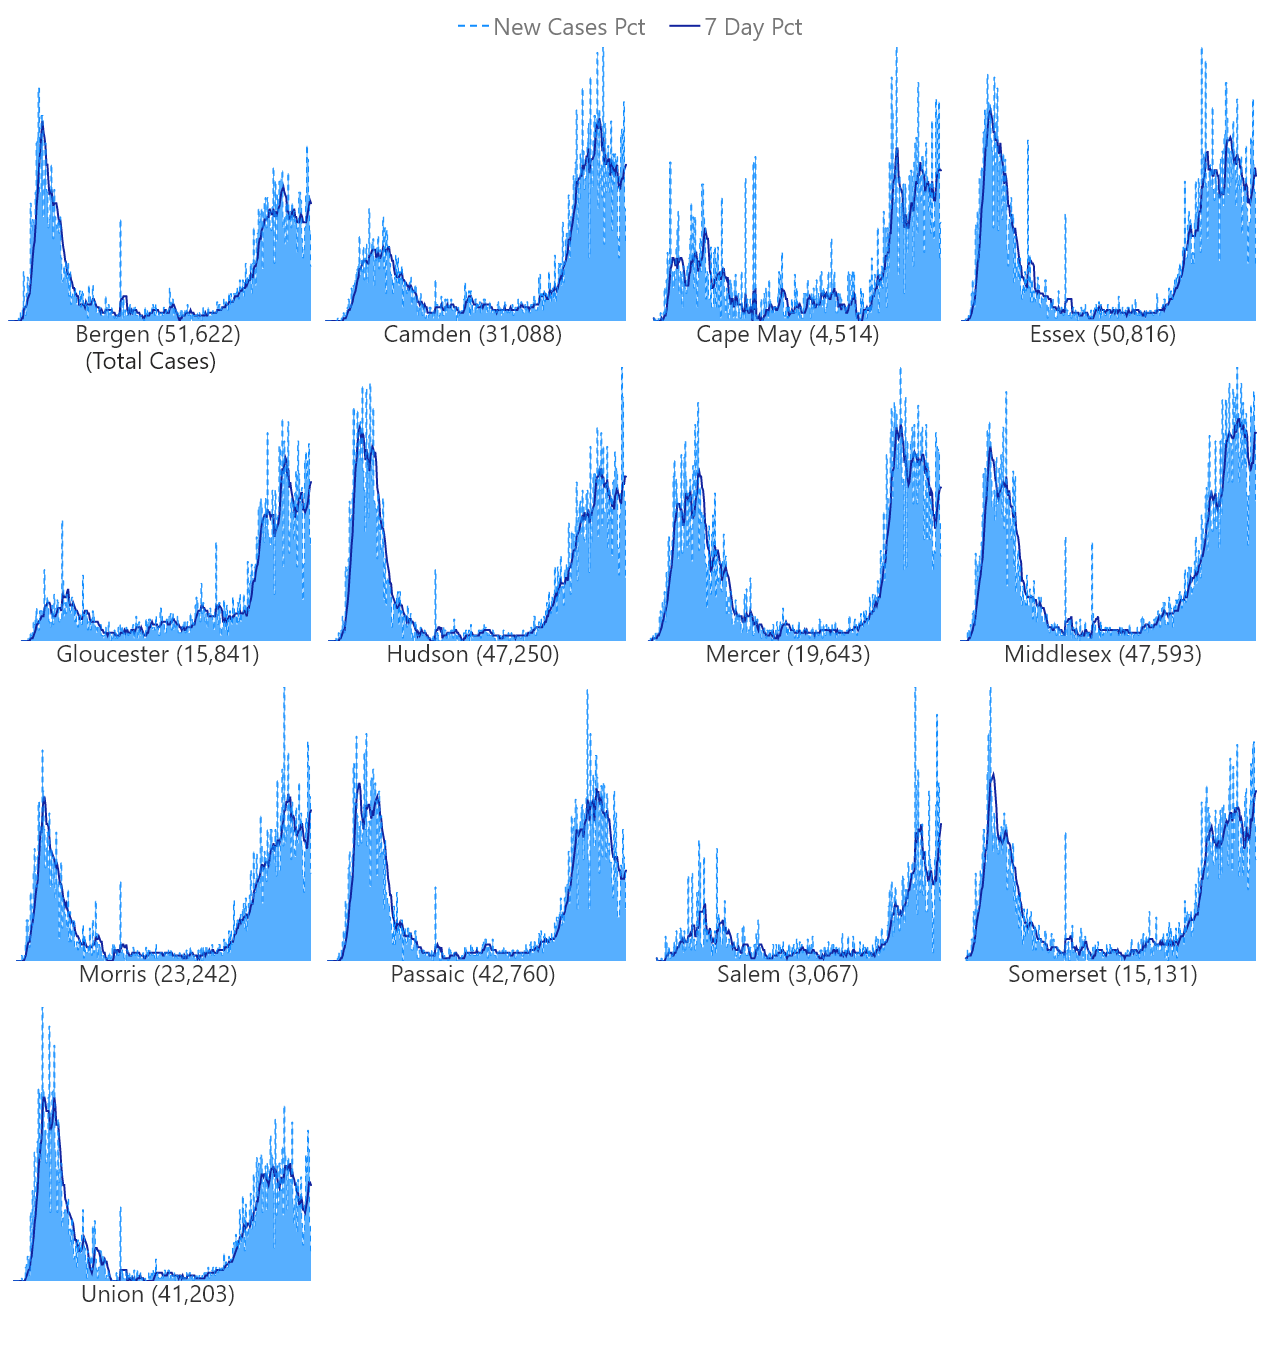 New Cases Pct 7 Day Pct
Bergen (51,622)
(Total Cases)
Camden (31,088)
Cape May (4,514)
Essex (50,816)
Gloucester (15,841)
Hudson (47,250)
Mercer (19,643)
Middlesex (47,593)
Morris (23,242)
Passaic (42,760)
Salem (3,067)
Somerset (15,131)
Union (41,203)